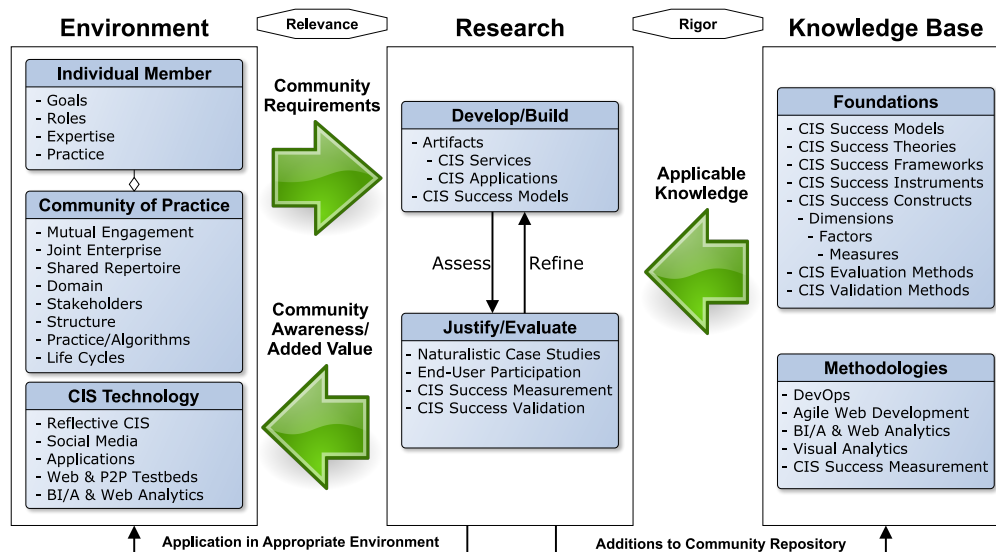 Environment
Relevance
Research
Rigor
Knowledge Base
Individual Member
- Goals
- Roles
- Expertise
- Practice
Community of Practice
- Mutual Engagement
- Joint Enterprise
- Shared Repertoire
- Domain
- Stakeholders
- Structure
- Practice/Algorithms
- Life Cycles
CIS Technology
- Reflective CIS
- Social Media
- Applications
- Web & P2P Testbeds
- BI/A & Web Analytics
Community
Requirements
Community
Awareness/
Added Value
Develop/Build
- Artifacts
- CIS Services
- CIS Applications
- CIS Success Models
Assess
Refine
Justify/Evaluate
- Naturalistic Case Studies
- End-User Participation
- CIS Success Measurement
- CIS Success Validation
Applicable
Knowledge
Foundations
- CIS Success Models
- CIS Success Theories
- CIS Success Frameworks
- CIS Success Instruments
- CIS Success Constructs
- Dimensions
- Factors
- Measures
- CIS Evaluation Methods
- CIS Validation Methods
Methodologies
- DevOps
- Agile Web Development
- BI/A & Web Analytics
- Visual Analytics
- CIS Success Measurement
Application in Appropriate Environment
Additions to Community Repository